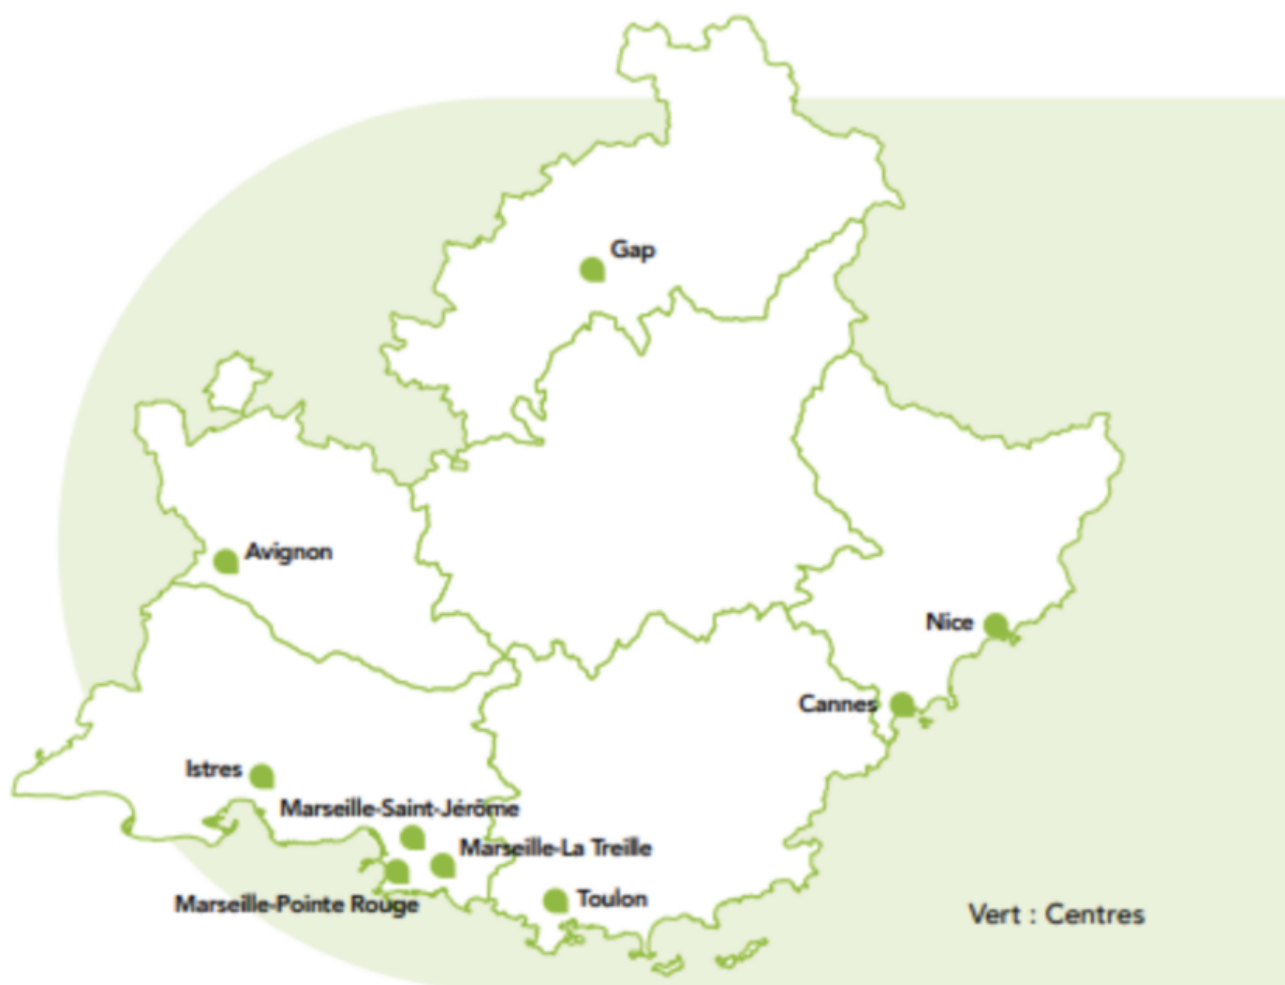 Gap
Avignon
Nice
Cannes
Istres
Marseille-Saint-Jérôme
Marseille-La Treille
Marseille-Pointe Rouge
Toulon
Vert : Centres